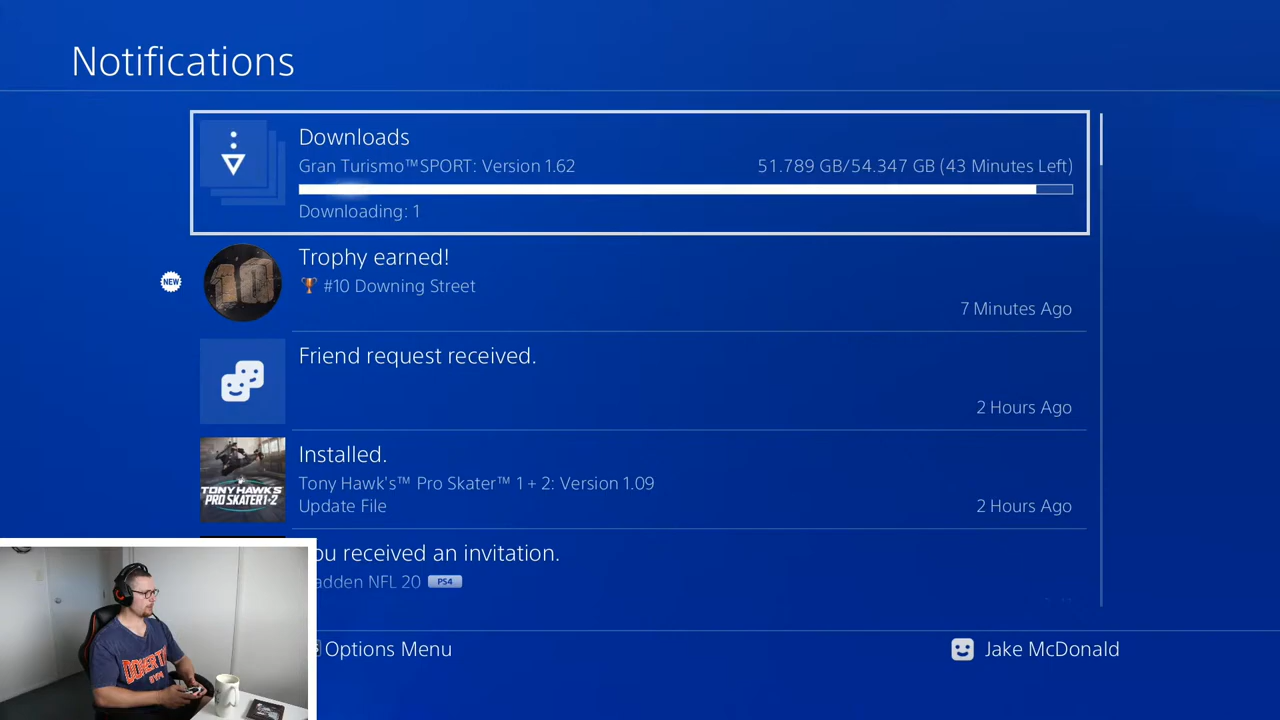 Notifications
Downloads
Gran Turismo™SPORT: Version 1.62 51.789 GB/54.347 GB (43 Minutes Left)
Downloading: 1
NEW
Trophy earned!
#10 Downing Street
7 Minutes Ago
10
Friend request received.
2 Hours Ago
Installed.
Tony Hawk's™ Pro Skater™ 1 + 2: Version 1.09
Update File
2 Hours Ago
TONY HAWK'S
PRO SKATER 1+2
ou received an invitation.
adden NFL 20 PS4
Options Menu
Jake McDonald
DOHERTY
GYM